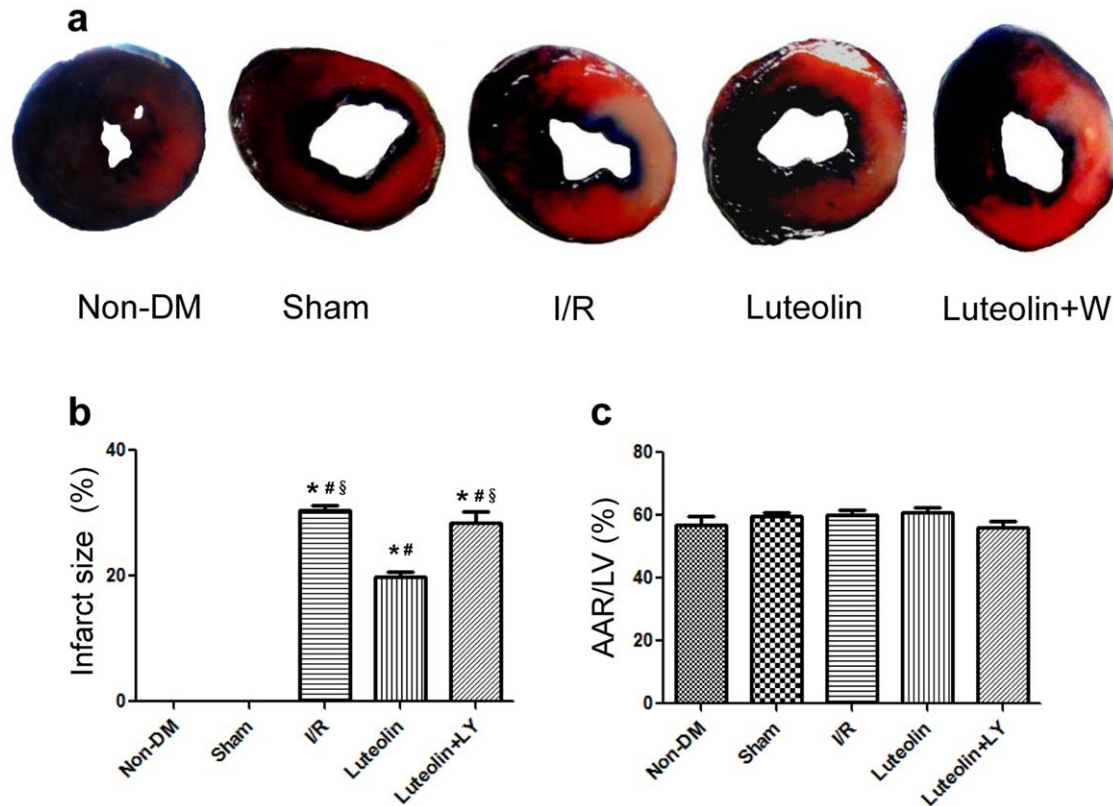 a
Non-DM Sham I/R Luteolin Luteolin+W
b
Infarct size (%)
40
20
0
* # §
* #
* # §
Non-DM Sham I/R Luteolin Luteolin+LY
c
AAR/LV (%)
80
60
40
20
0
Non-DM Sham I/R Luteolin Luteolin+LY